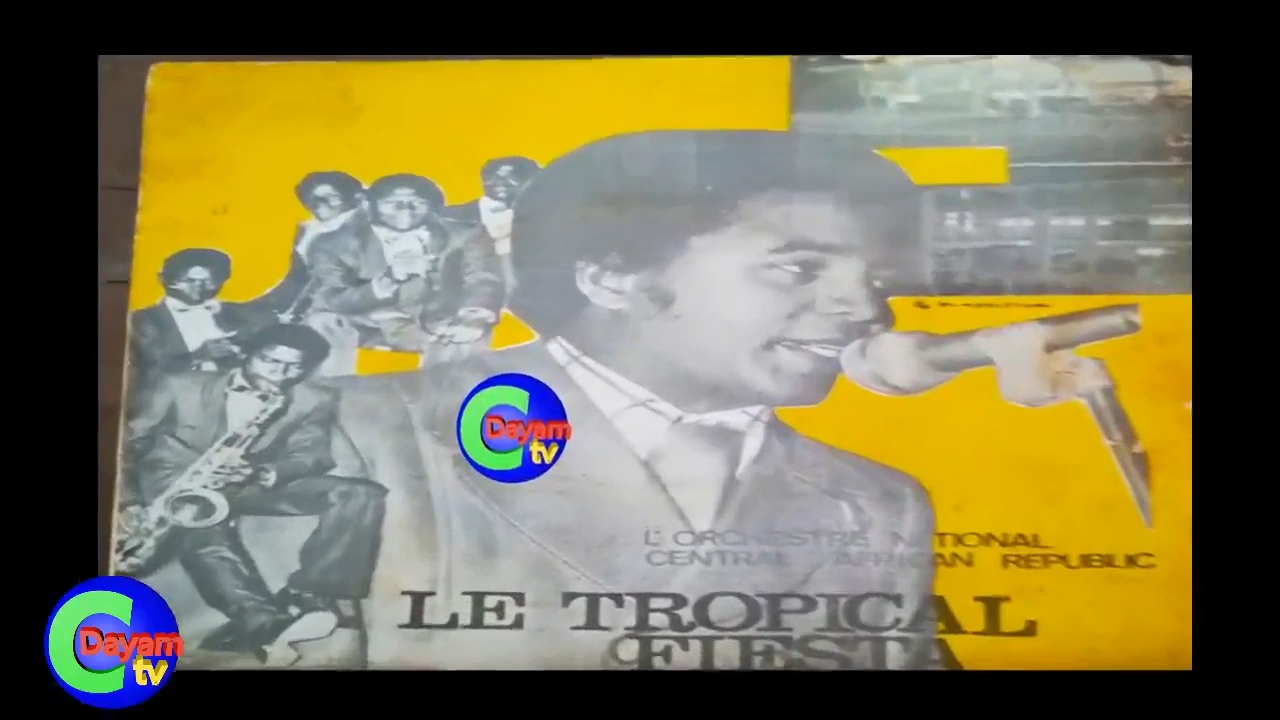 L'ORCHESTRE NATIONAL
CENTRAL AFRICAN REPUBLIC
LE TROPICAL
FIESTA
C
Dayam
tv
C
Dayam
tv